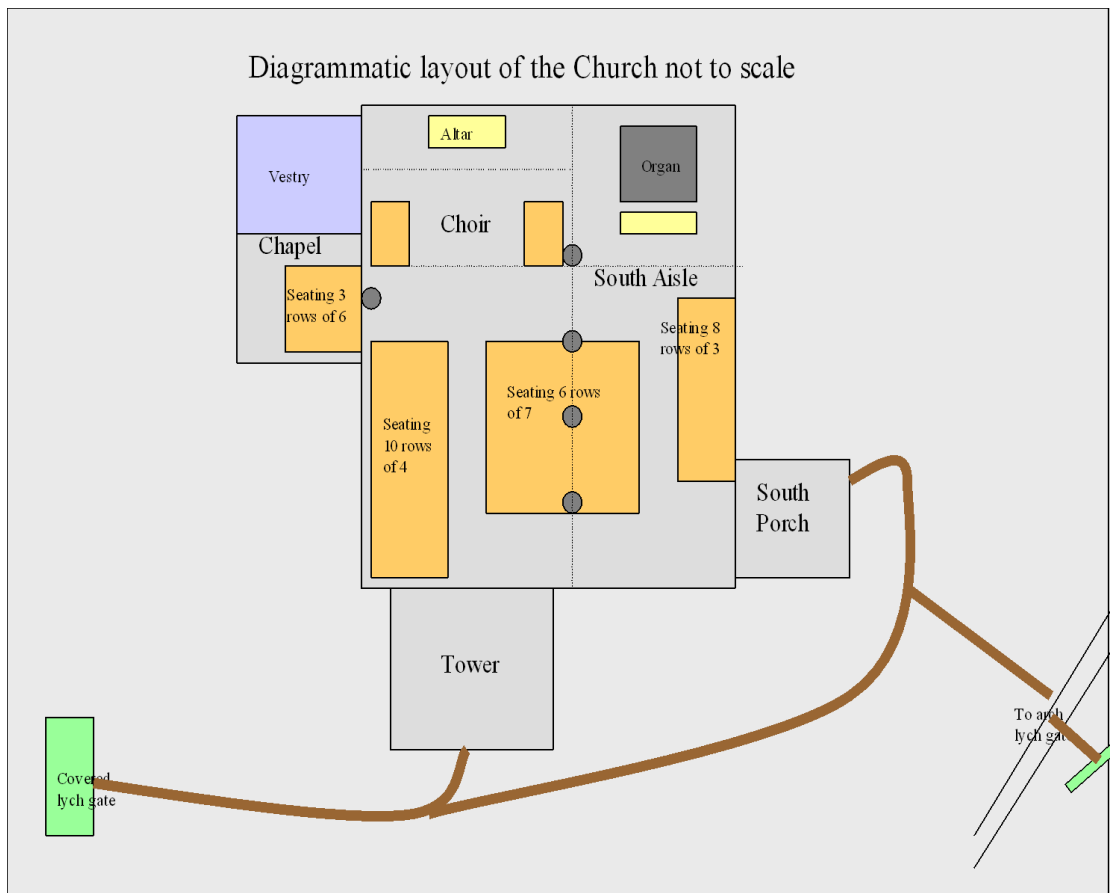 Diagrammatic layout of the Church not to scale
Altar
Organ
Vestry
Choir
Chapel
South Aisle
Seating 3
rows of 6
Seating 8
rows of 3
Seating 6 rows
of 7
Seating
10 rows
of 4
South
Porch
Tower
To arch
lych gate
Covered
lych gate